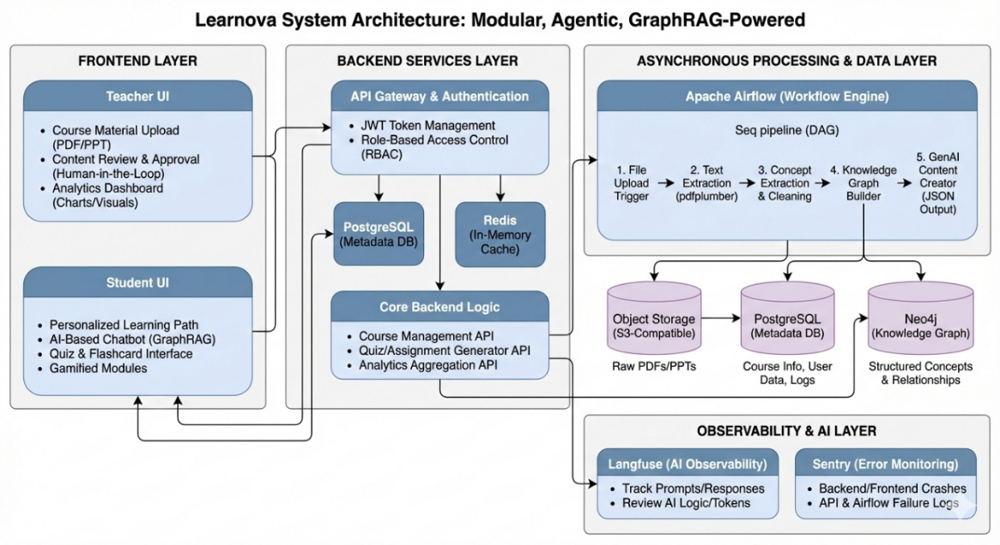 Learnova System Architecture: Modular, Agentic, GraphRAG-Powered
FRONTEND LAYER
Teacher UI
• Course Material Upload
(PDF/PPT)
• Content Review & Approval
(Human-in-the-Loop)
• Analytics Dashboard
(Charts/Visuals)
Student UI
• Personalized Learning Path
• AI-Based Chatbot (GraphRAG)
• Quiz & Flashcard Interface
• Gamified Modules
BACKEND SERVICES LAYER
API Gateway & Authentication
• JWT Token Management
• Role-Based Access Control
(RBAC)
PostgreSQL
(Metadata DB)
Redis
(In-Memory
Cache)
Core Backend Logic
• Course Management API
• Quiz/Assignment Generator API
• Analytics Aggregation API
ASYNCHRONOUS PROCESSING & DATA LAYER
Apache Airflow (Workflow Engine)
Seq pipeline (DAG)
1. File
Upload
Trigger
2. Text
Extraction
(pdfplumber)
3. Concept
Extraction
& Cleaning
4. Knowledge
Graph
Builder
5. GenAI
Content
Creator
(JSON
Output)
Object Storage
(S3-Compatible)
Raw PDFs/PPTs
PostgreSQL
(Metadata DB)
Course Info, User
Data, Logs
Neo4j
(Knowledge Graph)
Structured Concepts
& Relationships
OBSERVABILITY & AI LAYER
Langfuse (AI Observability)
• Track Prompts/Responses
• Review AI Logic/Tokens
Sentry (Error Monitoring)
• Backend/Frontend Crashes
• API & Airflow Failure Logs